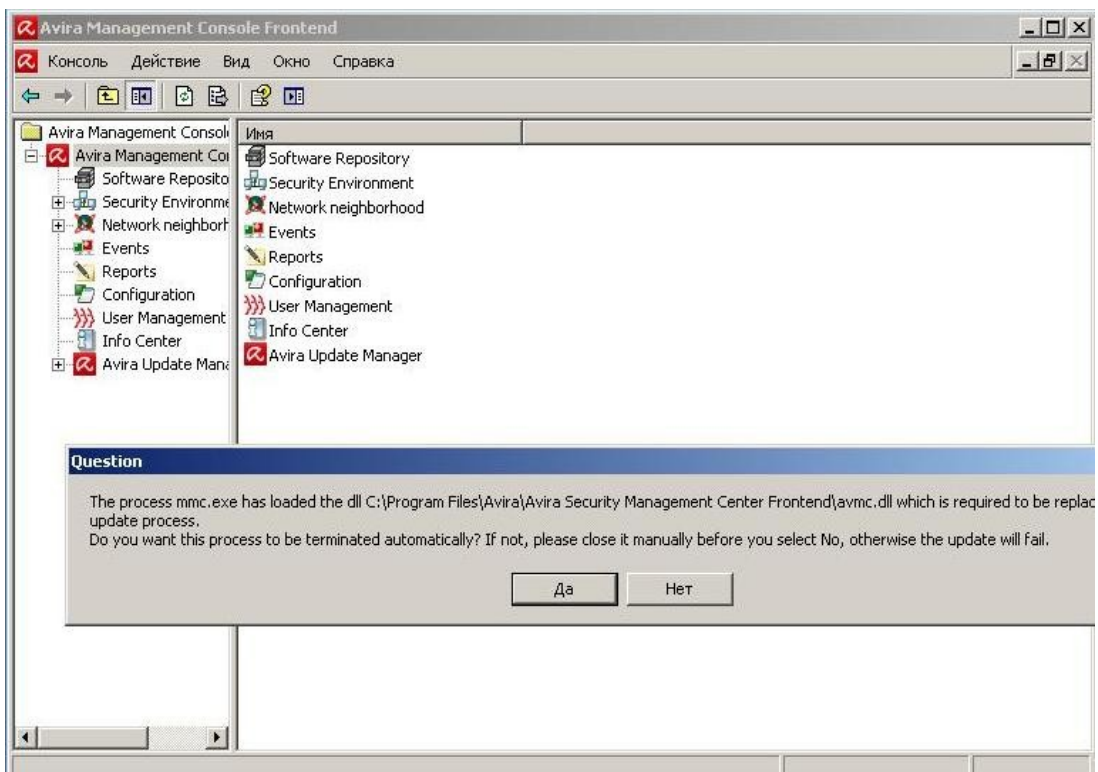 Avira Management Console Frontend
Консоль Действие Вид Окно Справка
Avira Management Consol
Avira Management Co
Software Reposito
Security Environm
Network neighbor
Events
Reports
Configuration
User Management
Info Center
Avira Update Man
Имя
Software Repository
Security Environment
Network neighborhood
Events
Reports
Configuration
User Management
Info Center
Avira Update Manager
Question
The process mmc.exe has loaded the dll C:\Program Files\Avira\Avira Security Management Center Frontend\avmc.dll which is required to be replac
update process.
Do you want this process to be terminated automatically? If not, please close it manually before you select No, otherwise the update will fail.
Да Нет